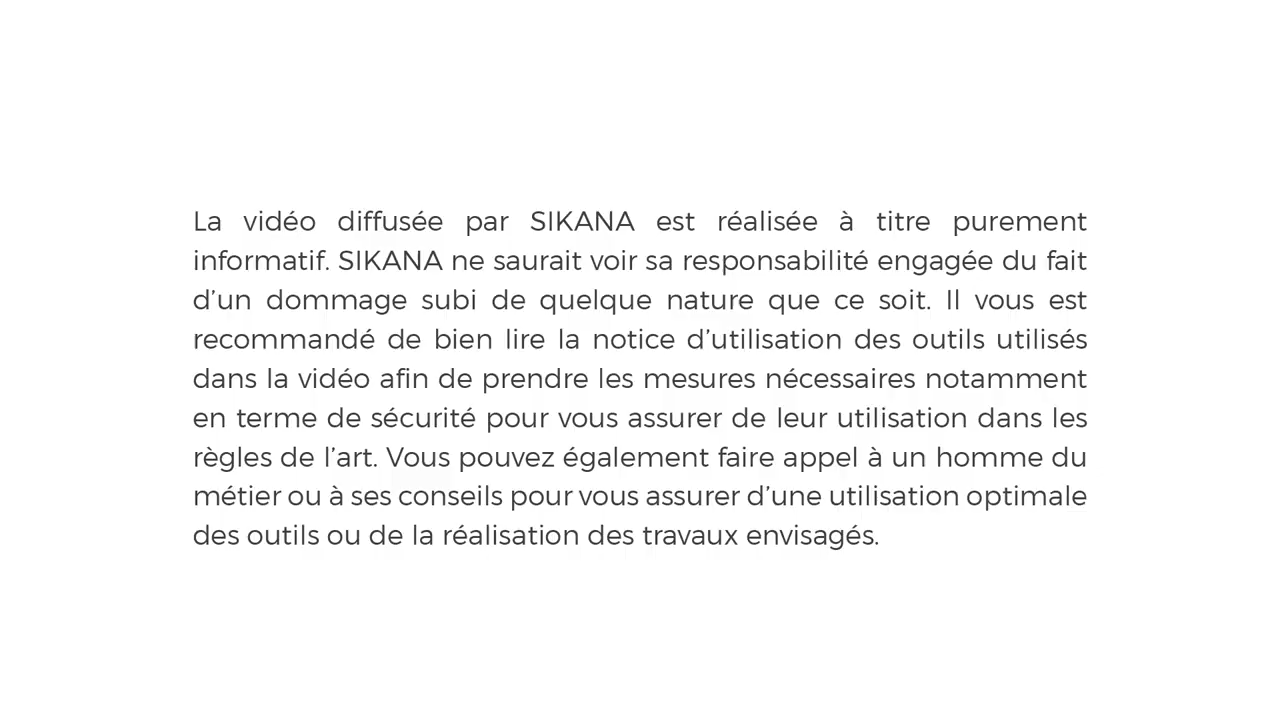 La vidéo diffusée par SIKANA est réalisée à titre purement
informatif. SIKANA ne saurait voir sa responsabilité engagée du fait
d’un dommage subi de quelque nature que ce soit. Il vous est
recommandé de bien lire la notice d’utilisation des outils utilisés
dans la vidéo afin de prendre les mesures nécessaires notamment
en terme de sécurité pour vous assurer de leur utilisation dans les
règles de l’art. Vous pouvez également faire appel à un homme du
métier ou à ses conseils pour vous assurer d’une utilisation optimale
des outils ou de la réalisation des travaux envisagés.